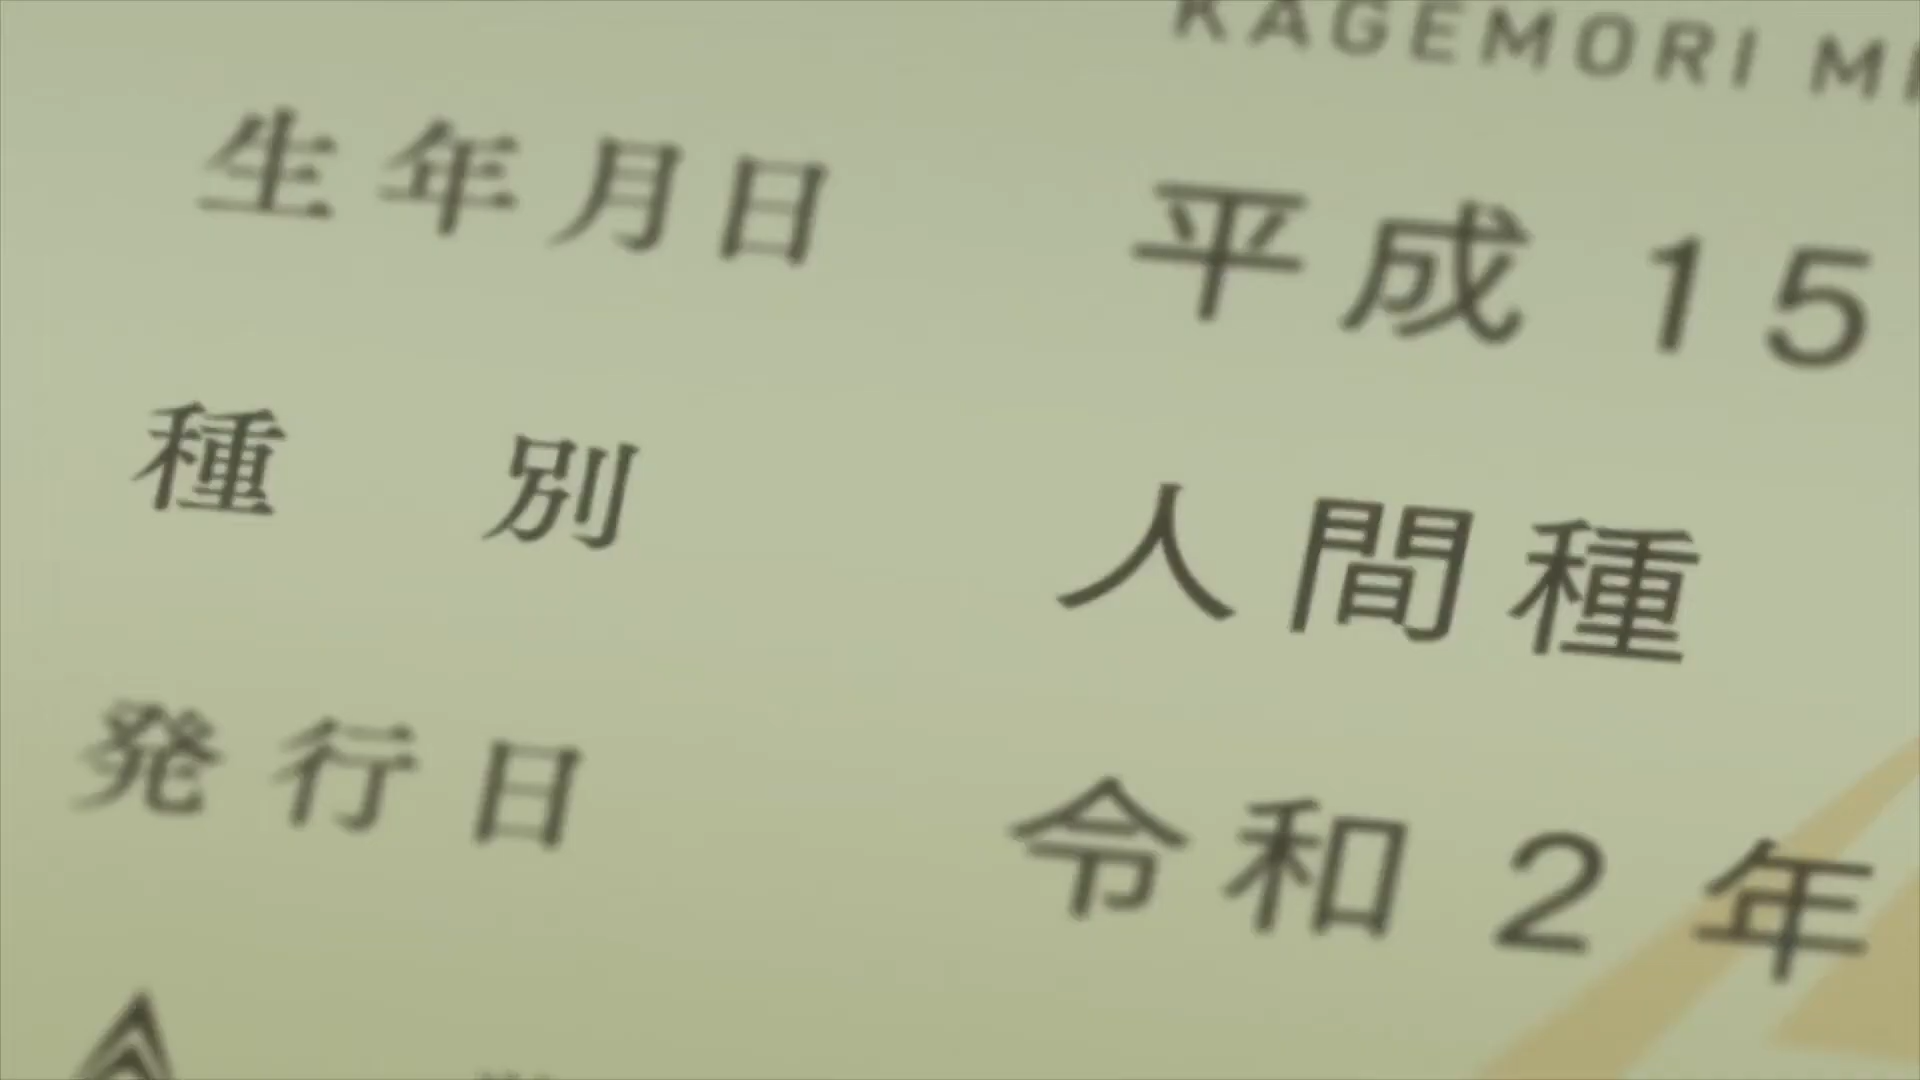 KAGEMORI MI
生年月日 平成15
種別 人間種
発行日 令和2年